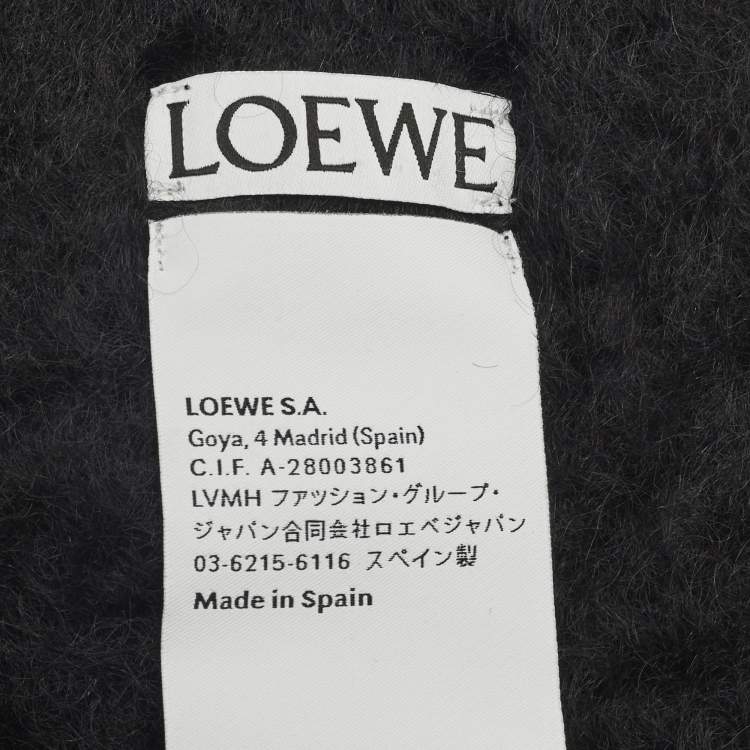 LOEWE
LOEWE S.A.
Goya, 4 Madrid (Spain)
C.I.F. A-28003861
LVMH ファッション・グループ・
ジャパン合同会社ロエベジャパン
03-6215-6116 スペイン製
Made in Spain